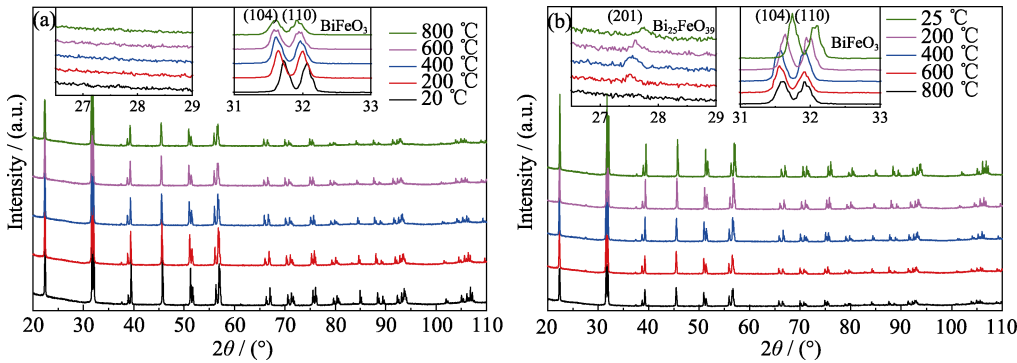 (a)
(104) (110)
BiFeO3
800 ℃
600 ℃
400 ℃
200 ℃
20 ℃
27 28 29
31 32 33
Intensity / (a.u.)
20 30 40 50 60 70 80 90 100 110
2θ / (°)
(b)
(201)
Bi25FeO39
(104) (110)
BiFeO3
25 ℃
200 ℃
400 ℃
600 ℃
800 ℃
27 28 29
31 32 33
Intensity / (a.u.)
20 30 40 50 60 70 80 90 100 110
2θ / (°)